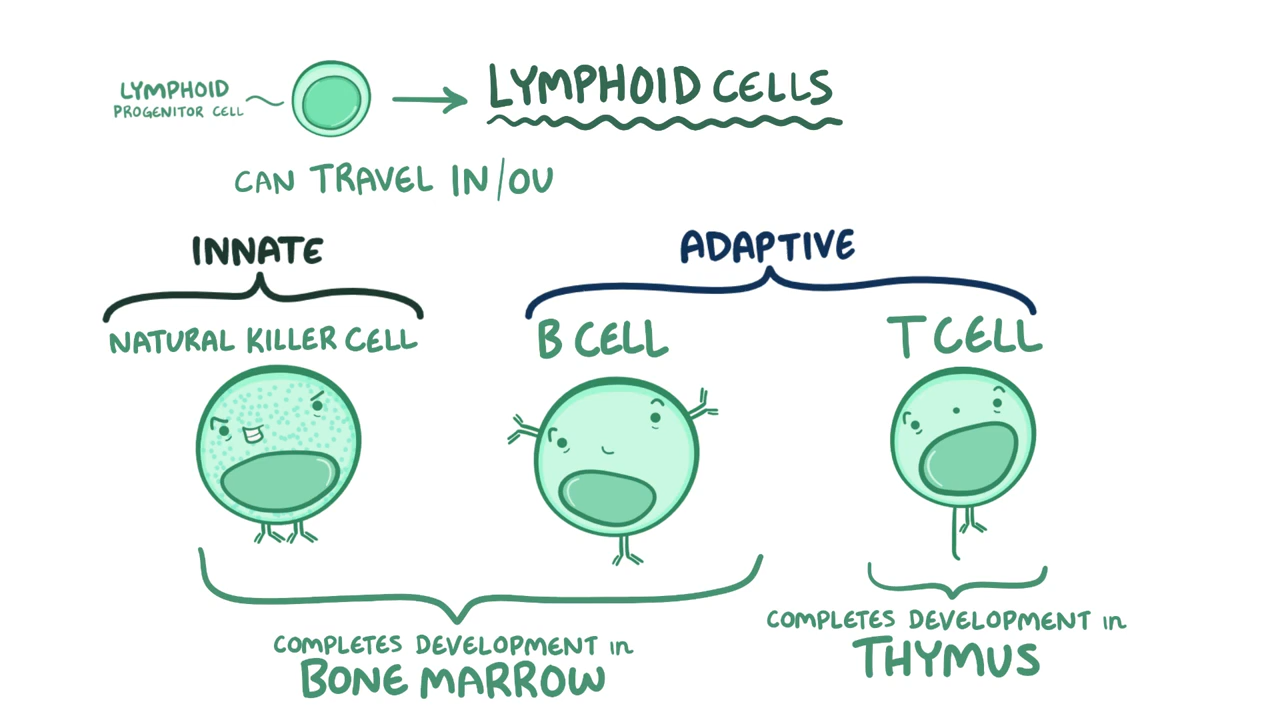 LYMPHOID
PROGENITOR CELL
LYMPHOID CELLS
CAN TRAVEL IN/OU
INNATE
ADAPTIVE
NATURAL KILLER CELL
B CELL
T CELL
COMPLETES DEVELOPMENT in
BONE MARROW
COMPLETES DEVELOPMENT in
THYMUS